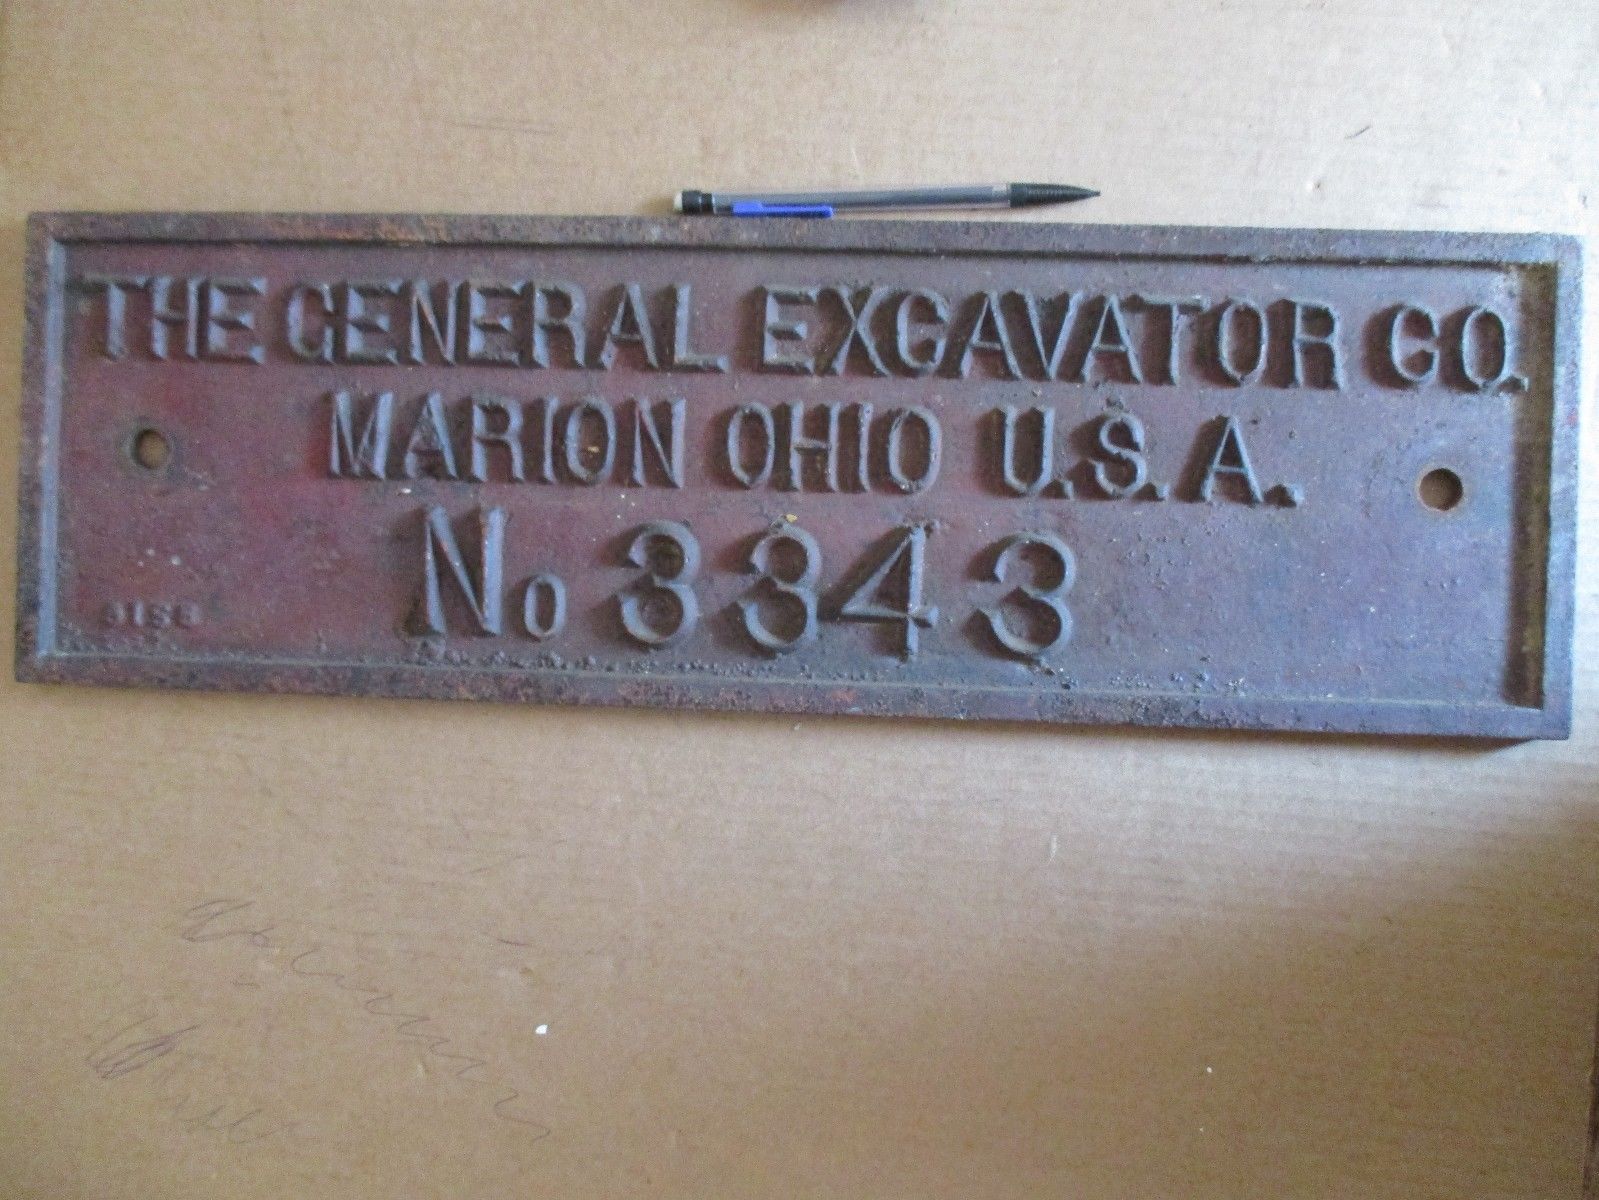 THE GENERAL EXCAVATOR CO.
MARION OHIO U.S.A.
No 3343